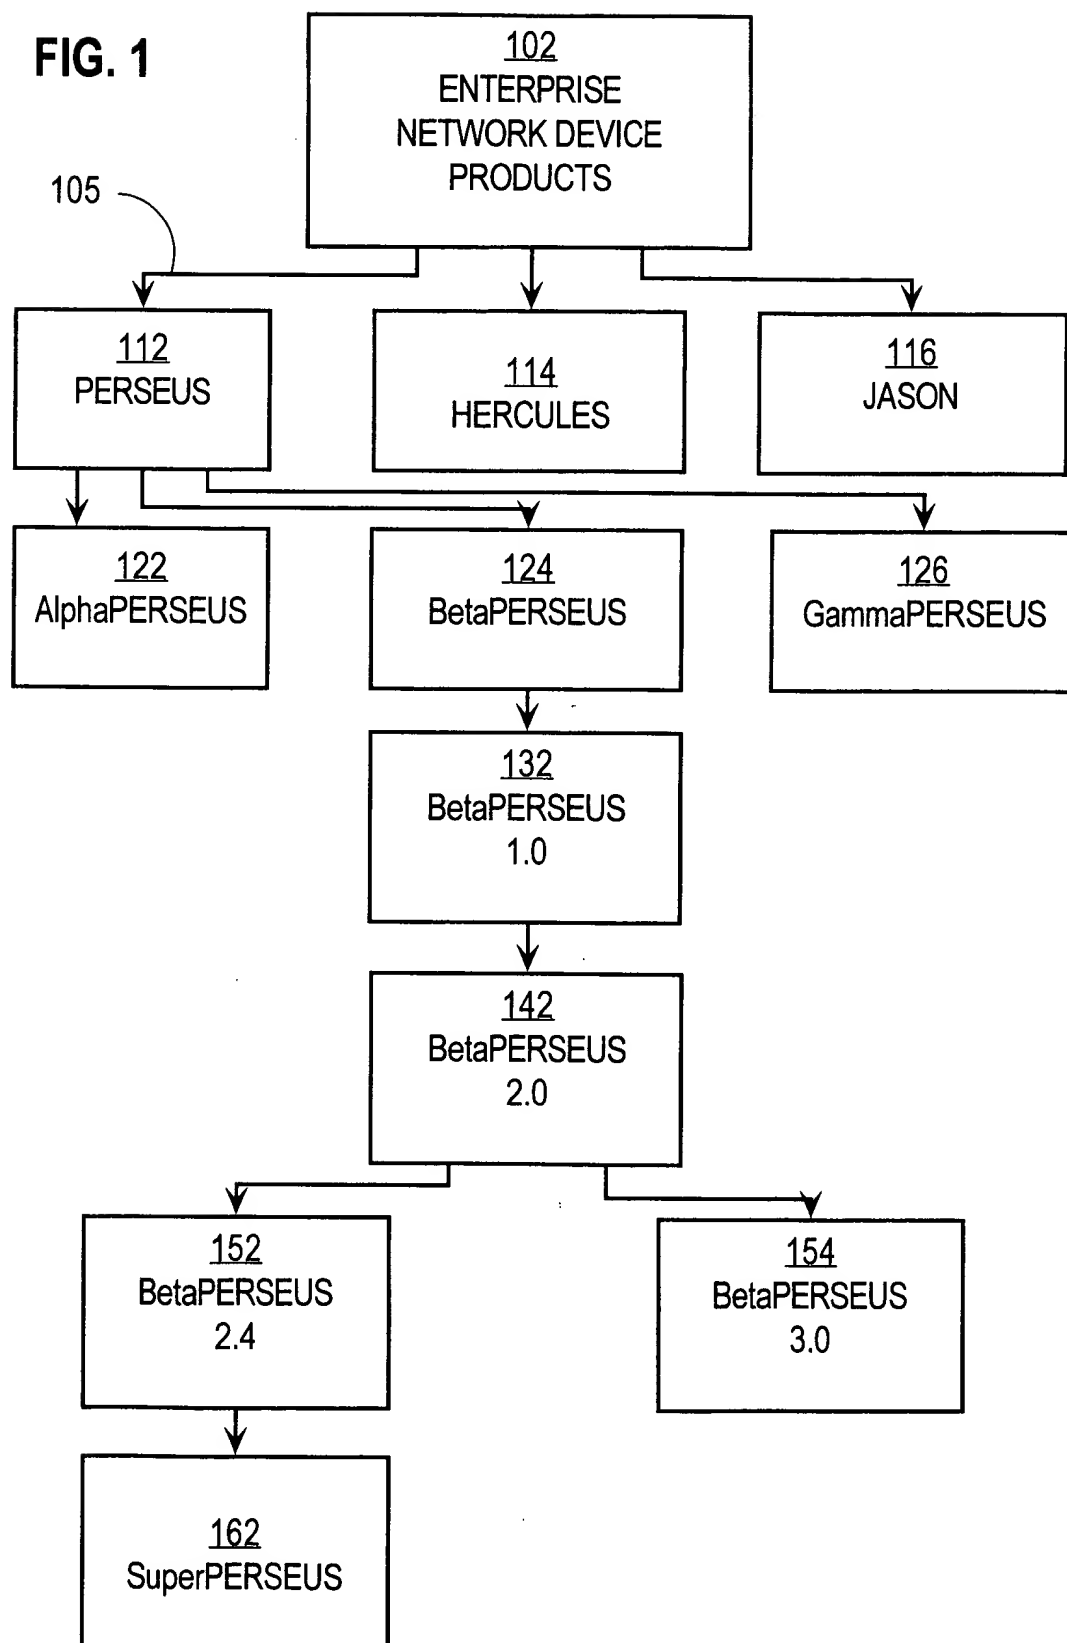 FIG. 1
102
ENTERPRISE
NETWORK DEVICE
PRODUCTS
105
112
PERSEUS
114
HERCULES
116
JASON
122
AlphaPERSEUS
124
BetaPERSEUS
126
GammaPERSEUS
132
BetaPERSEUS
1.0
142
BetaPERSEUS
2.0
152
BetaPERSEUS
2.4
154
BetaPERSEUS
3.0
162
SuperPERSEUS